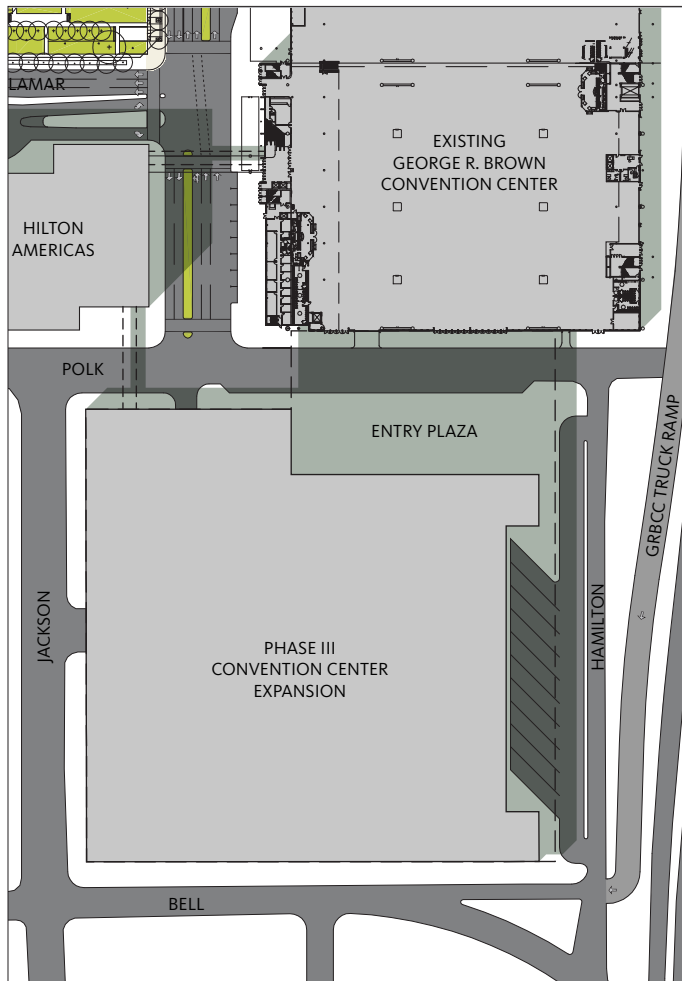 LAMAR
EXISTING
GEORGE R. BROWN
CONVENTION CENTER
HILTON
AMERICAS
POLK
ENTRY PLAZA
GRBCC TRUCK RAMP
JACKSON
HAMILTON
PHASE III
CONVENTION CENTER
EXPANSION
BELL